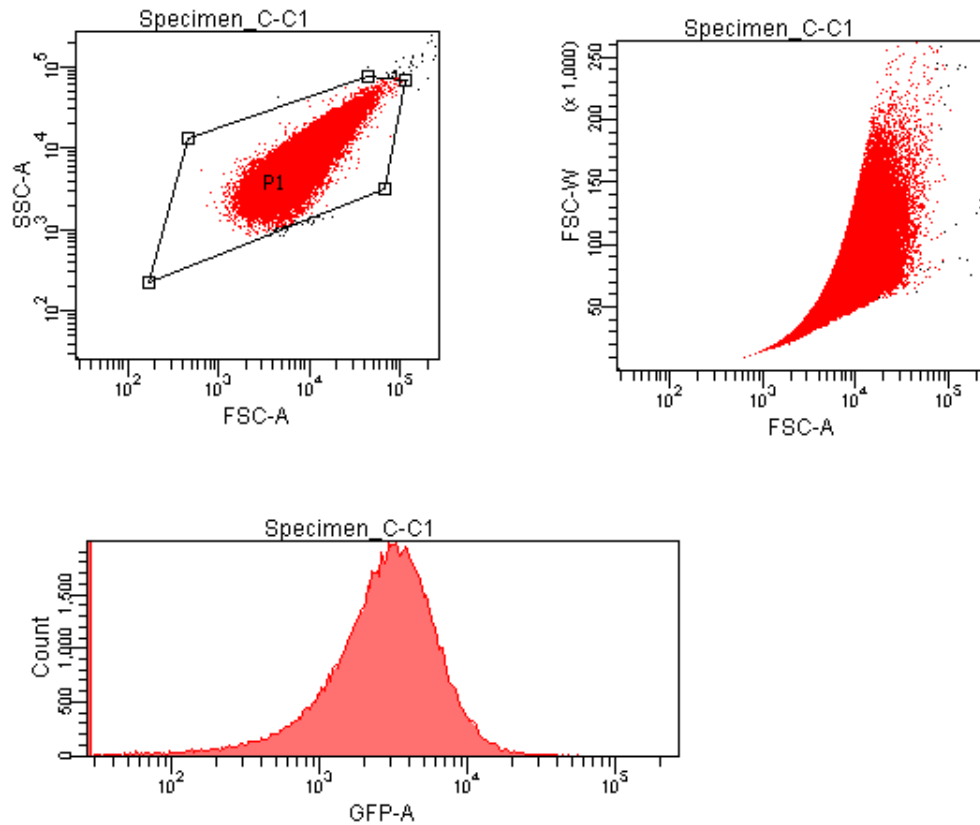 Specimen_C-C1
SSC-A
10^5
10^4
10^3
10^2
P1
10^2 10^3 10^4 10^5
FSC-A
Specimen_C-C1
(x 1,000)
FSC-W
250
200
150
100
50
10^2 10^3 10^4 10^5
FSC-A
Specimen_C-C1
Count
1,500
1,000
500
0
10^2 10^3 10^4 10^5
GFP-A